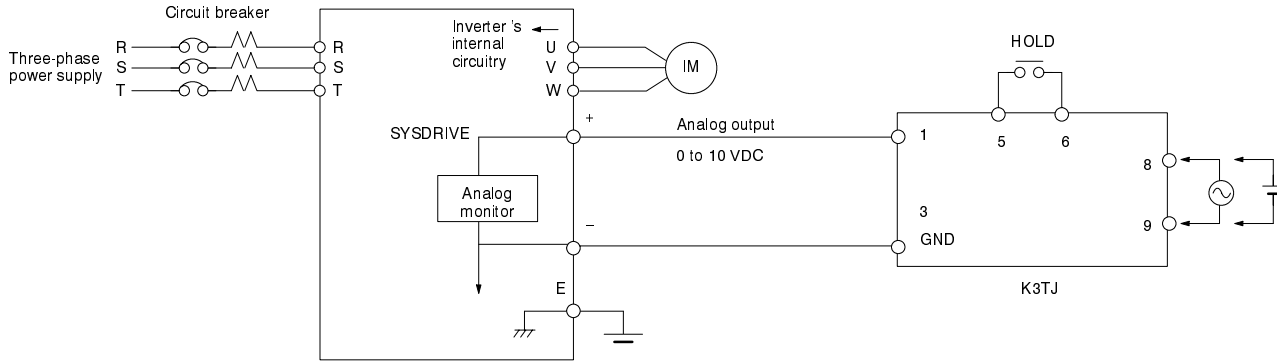 Circuit breaker
Three-phase
power supply
R
S
T
R
S
T
Inverter's
internal
circuitry
U
V
W
IM
SYSDRIVE
+
Analog
monitor
–
E
Analog output
0 to 10 VDC
HOLD
1
5
6
8
3
GND
9
K3TJ